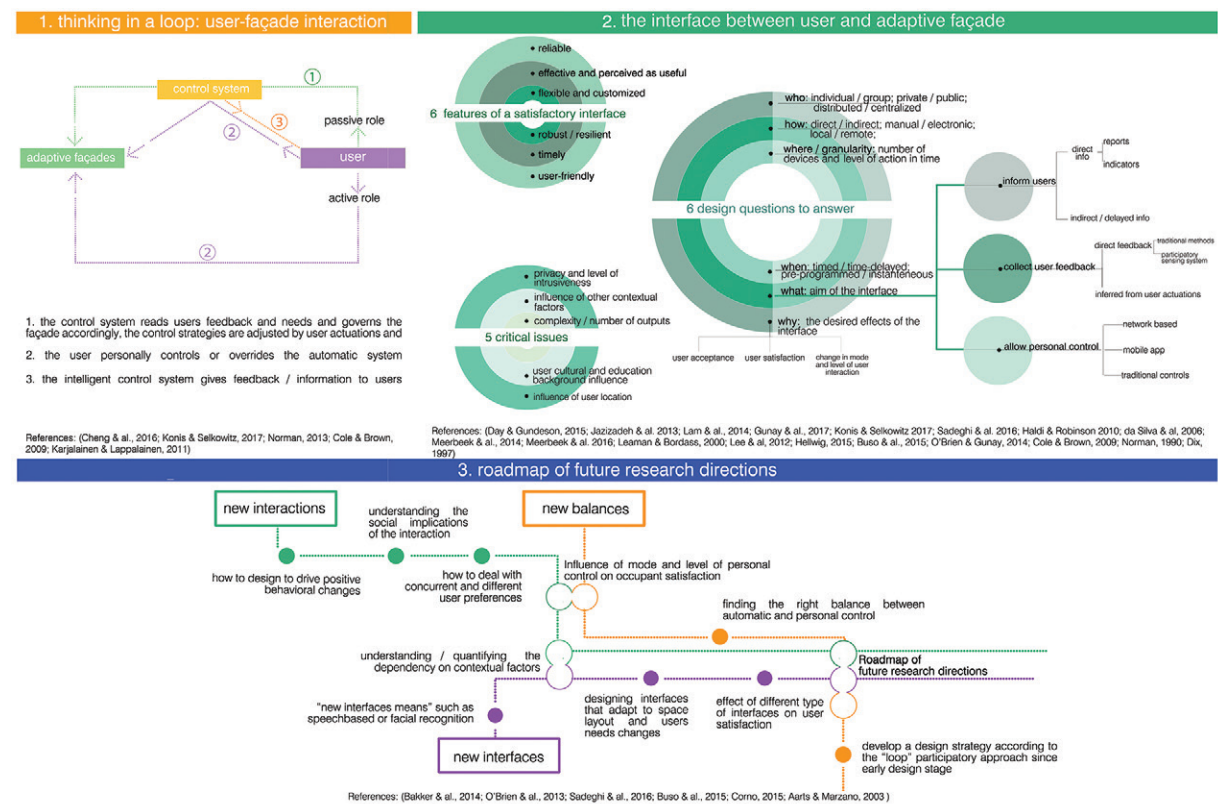 1. thinking in a loop: user-façade interaction
control system
①
③
②
passive role
adaptive façades
user
active role
②
1. the control system reads users feedback and needs and governs the
façade accordingly, the control strategies are adjusted by user actuations and
2. the user personally controls or overrides the automatic system
3. the intelligent control system gives feedback / information to users
References: (Cheng & al., 2016; Konis & Selkowitz, 2017; Norman, 2013; Cole & Brown,
2009; Karjalainen & Lappalainen, 2011)
2. the interface between user and adaptive façade
reliable
effective and perceived as useful
flexible and customized
6 features of a satisfactory interface
robust / resilient
timely
user-friendly
privacy and level of
intrusiveness
influence of other contextual
factors
complexity / number of outputs
5 critical issues
user cultural and education
background influence
influence of user location
who: individual / group; private / public;
distributed / centralized
how: direct / indirect; manual / electronic;
local / remote;
where / granularity: number of
devices and level of action in time
6 design questions to answer
when: timed / time-delayed;
pre-programmed / instanteneous
what: aim of the interface
why: the desired effects of the
interface
user acceptance
user satisfaction
change in mode
and level of user
interaction
inform users
direct
info
reports
indicators
indirect / delayed info
collect user feedback
direct feedback
traditional methods
participatory
sensing system
inferred from user actuations
allow personal control
network based
mobile app
traditional controls
References: (Day & Gundeson, 2015; Jazizadeh & al. 2013; Lam & al., 2014; Gunay & al., 2017; Konis & Selkowitz 2017; Sadeghi & al. 2016; Haldi & Robinson 2010; da Silva & al, 2006;
Meerbeek & al., 2014; Meerbeek & al. 2016; Leaman & Bordass, 2000; Lee & al, 2012; Hellwig, 2015; Buso & al., 2015; O'Brien & Gunay, 2014; Cole & Brown, 2009; Norman, 1990; Dix,
1997)
3. roadmap of future research directions
new interactions
understanding the
social implications
of the interaction
new balances
how to design to drive positive
behavioral changes
how to deal with
concurrent and different
user preferences
Influence of mode and level of personal
control on occupant satisfaction
finding the right balance between
automatic and personal control
understanding / quantifying the
dependency on contextual factors
Roadmap of
future research directions
"new interfaces means" such as
speechbased or facial recognition
designing interfaces
that adapt to space
layout and users
needs changes
effect of different type
of interfaces on user
satisfaction
new interfaces
develop a design strategy according to
the "loop" participatory approach since
early design stage
References: (Bakker & al., 2014; O'Brien & al., 2013; Sadeghi & al., 2016; Buso & al., 2015; Corno, 2015; Aarts & Marzano, 2003 )